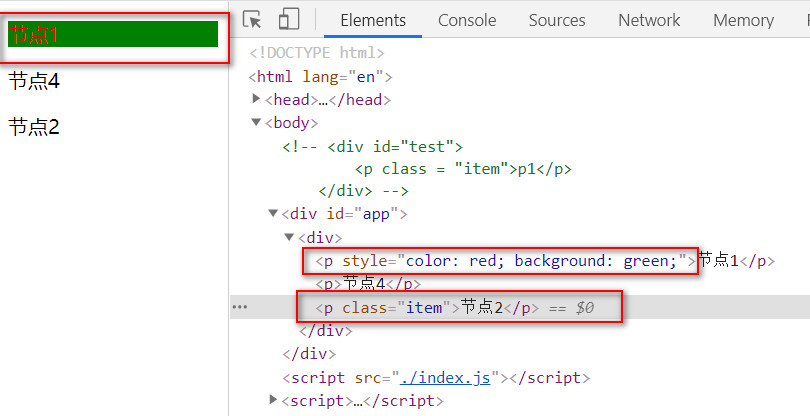 节点1
节点4
节点2
Elements Console Sources Network Memory
<!DOCTYPE html>
<html lang="en">
<head>…</head>
<body>
<!-- <div id="test">
<p class = "item">p1</p>
</div> -->
<div id="app">
<div>
<p style="color: red; background: green;">节点1</p>
<p>节点4</p>
<p class="item">节点2</p> == $0
</div>
</div>
<script src="./index.js"></script>
<script>…</script>